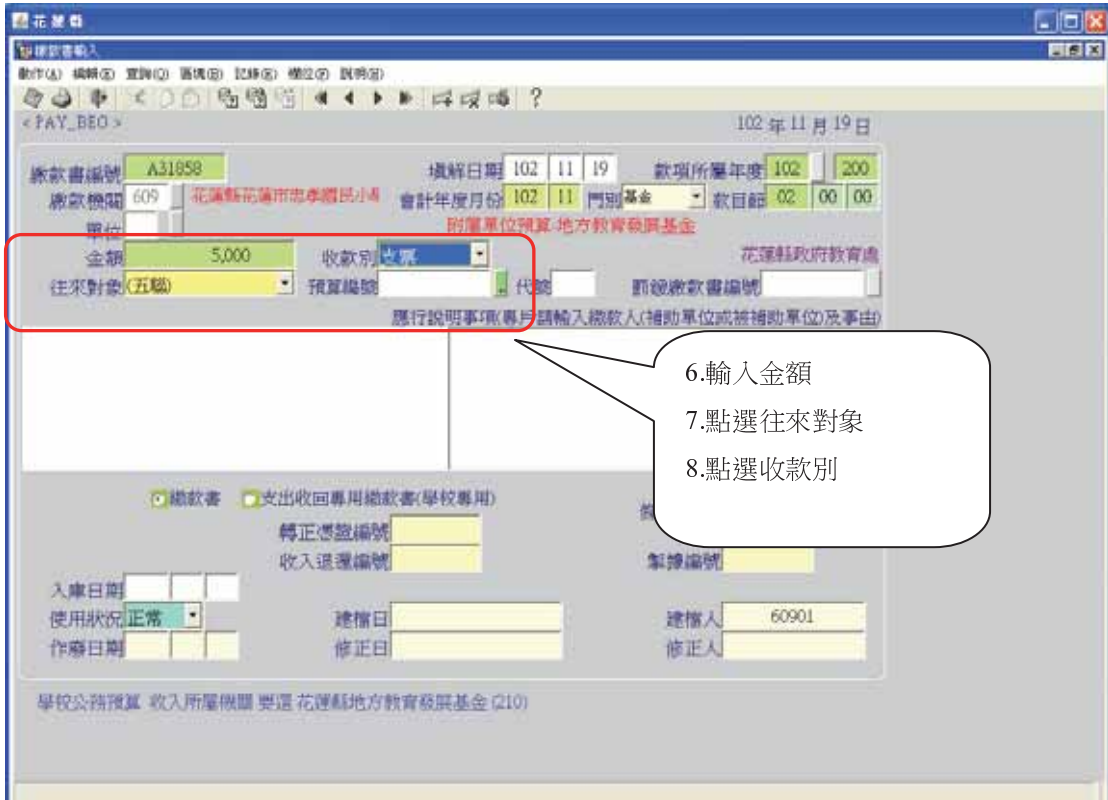 花蓮縣
繳款書輸入
動作(A) 編輯(E) 查詢(Q) 區塊(B) 記錄(R) 欄位(F) 說明(H)
<PAY_BEO> 102 年 11 月 19 日
繳款書編號 A31858 填解日期 102 11 19 款項所屬年度 102 200
繳款機關 609 花蓮縣花蓮市忠孝國民小 會計年度月份 102 11 門別 基金 款目節 02 00 00
單位 附屬單位預算-地方教育發展基金
金額 5,000 收款別 支票 花蓮縣政府教育處
往來對象 (五聯) 預算編號 代號 罰鍰繳款書編號
應行說明事項(專戶請輸入繳款人(補助單位或被補助單位)及事由)
6.輸入金額
7.點選往來對象
8.點選收款別
繳款書 支出收回專用繳款書(學校專用)
轉正憑證編號
收入退還編號 製據編號
入庫日期
使用狀況 正常 建檔日 建檔人 60901
作廢日期 修正日 修正人
學校公務預算 收入所屬機關 要選 花蓮縣地方教育發展基金 (210)